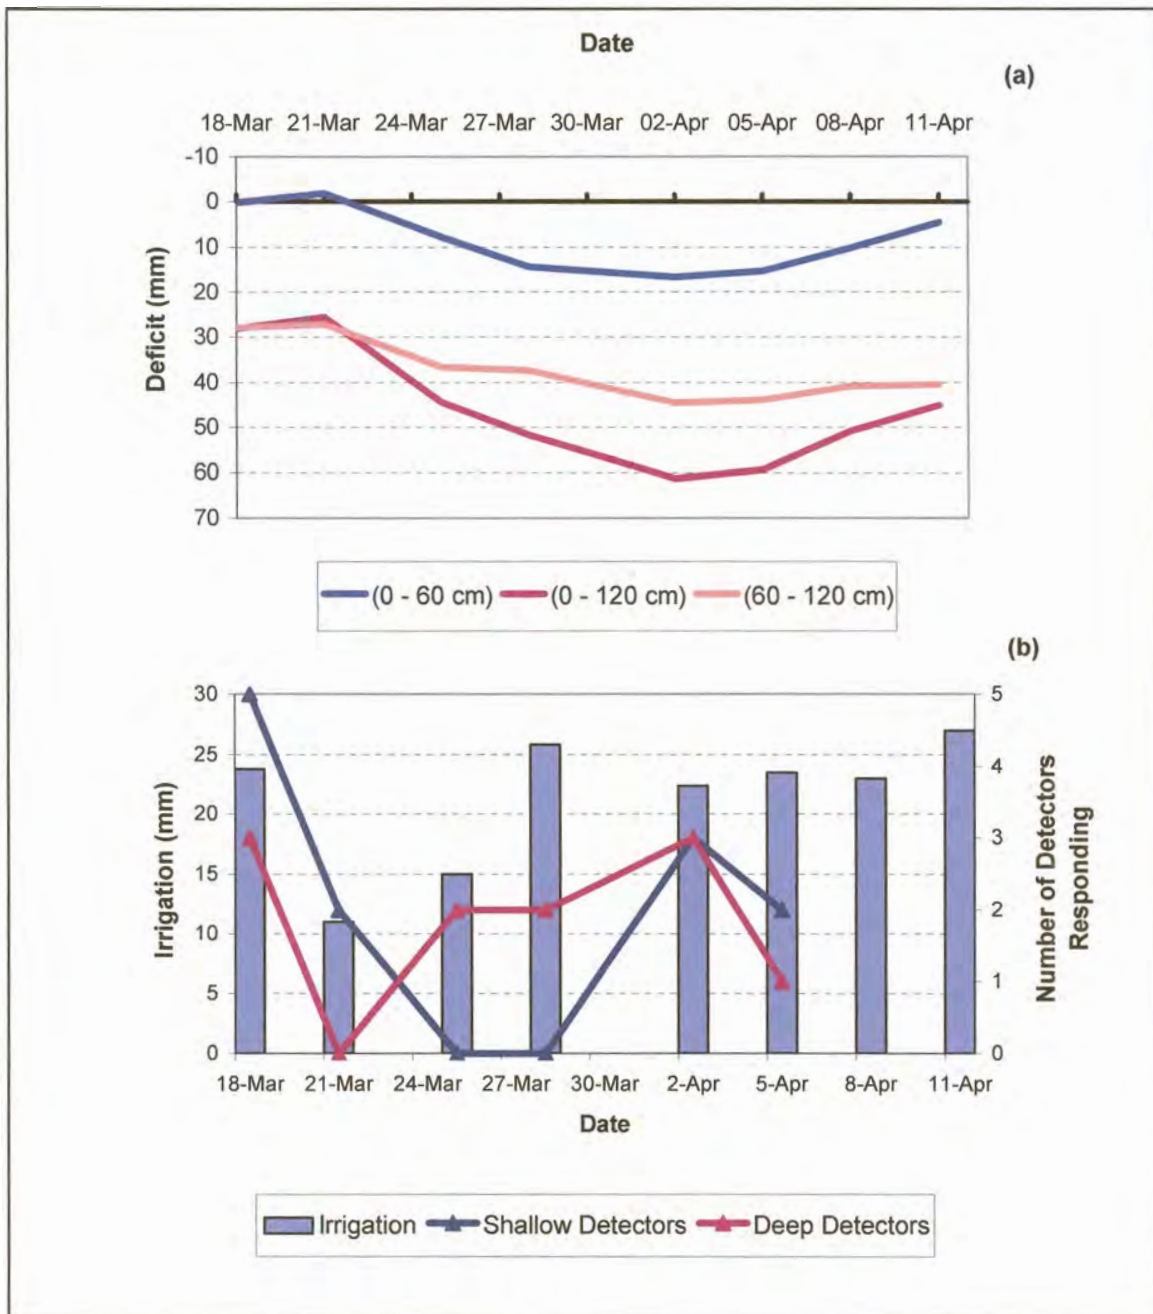 Date
(a)
18-Mar 21-Mar 24-Mar 27-Mar 30-Mar 02-Apr 05-Apr 08-Apr 11-Apr
-10
0
10
20
30
40
50
60
70
Deficit (mm)
(0 - 60 cm) (0 - 120 cm) (60 - 120 cm)
(b)
30
25
20
15
10
5
0
Irrigation (mm)
5
4
3
2
1
0
Number of Detectors
Responding
18-Mar 21-Mar 24-Mar 27-Mar 30-Mar 2-Apr 5-Apr 8-Apr 11-Apr
Date
Irrigation Shallow Detectors Deep Detectors